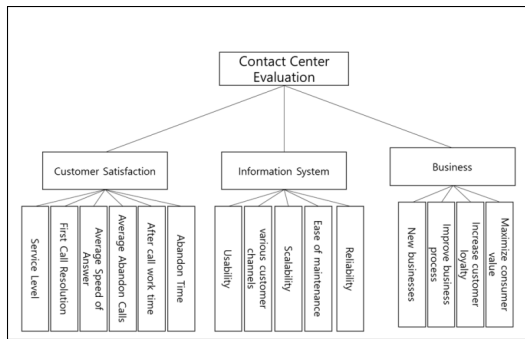 Contact Center
Evaluation
Customer Satisfaction
Information System
Business
Service Level
First Call Resolution
Average Speed of
Answer
Average Abandon Calls
After call work time
Abandon Time
Usability
various customer
channels
Scalability
Ease of maintenance
Reliability
New businesses
Improve business
process
Increase customer
loyalty
Maximize consumer
value